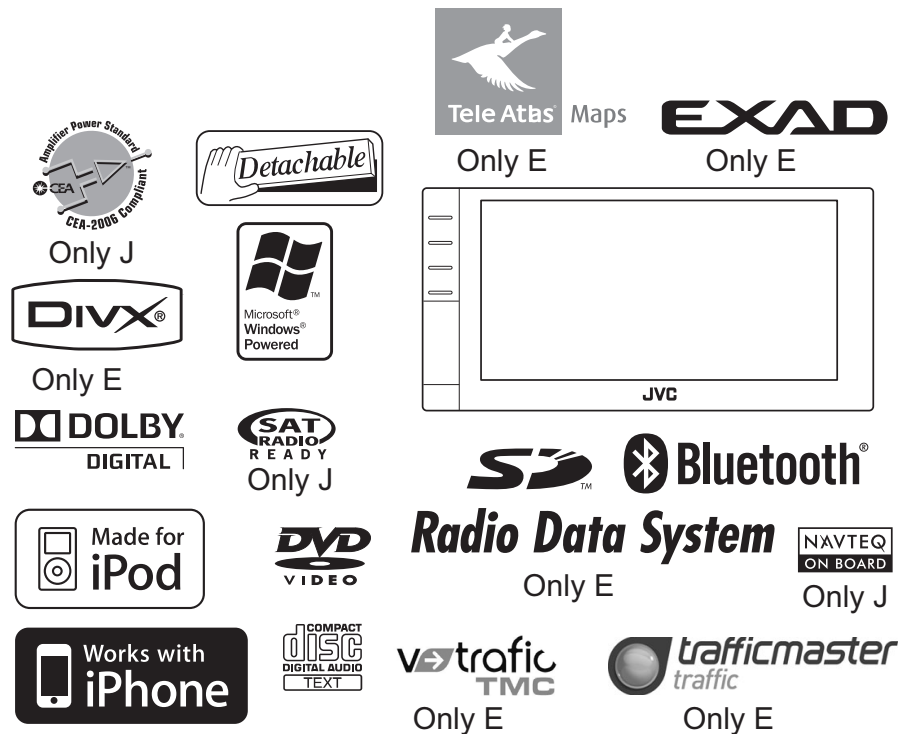 Tele Atlas Maps
Only E
EXAD
Only E
Amplifier Power Standard
CEA
CEA-2006 Compliant
Only J
Detachable
Microsoft®
Windows®
Powered
TM
DIVX®
Only E
JVC
DOLBY®
DIGITAL
SAT
RADIO
READY
Only J
SD
TM
Bluetooth®
Made for
iPod
DVD
VIDEO
Radio Data System
Only E
NAVTEQ
ON BOARD
Only J
Works with
iPhone
COMPACT
disc
DIGITAL AUDIO
TEXT
v trafic
TMC
Only E
trafficmaster
traffic
Only E